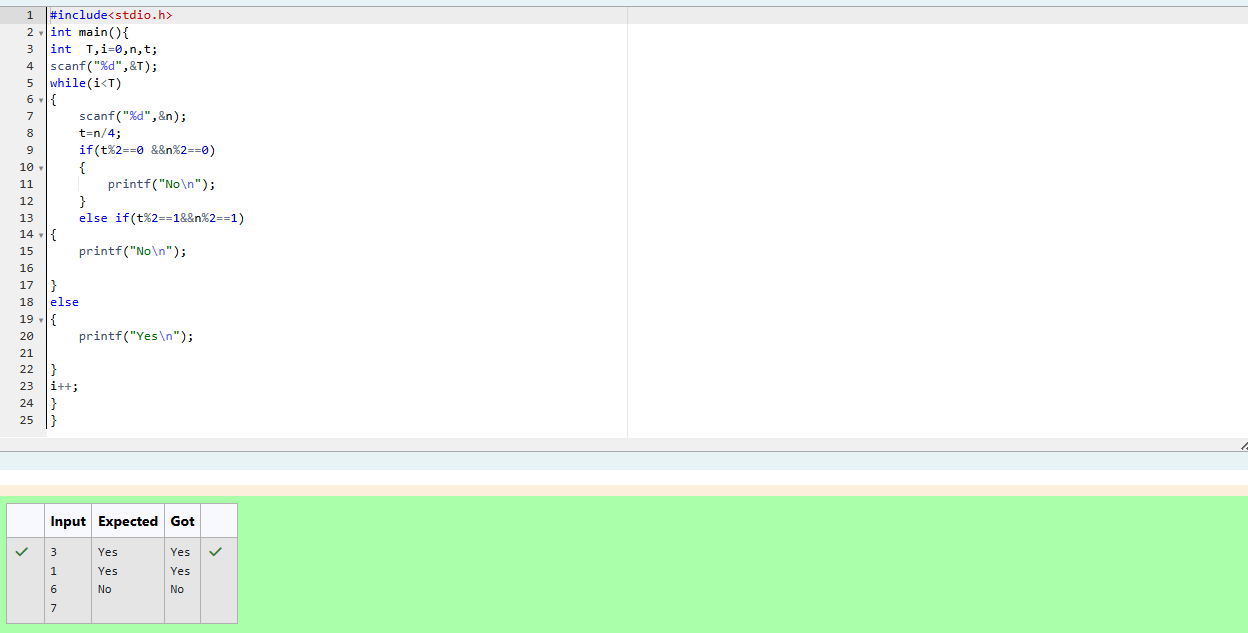 1 #include<stdio.h>
2 int main(){
3 int  T,i=0,n,t;
4 scanf("%d",&T);
5 while(i<T)
6 {
7     scanf("%d",&n);
8     t=n/4;
9     if(t%2==0 &&n%2==0)
10     {
11         printf("No\n");
12     }
13     else if(t%2==1&&n%2==1)
14 {
15     printf("No\n");
16
17 }
18 else
19 {
20     printf("Yes\n");
21
22 }
23 i++;
24 }
25 }
Input Expected Got
3 Yes Yes
1 Yes Yes
6 No No
7